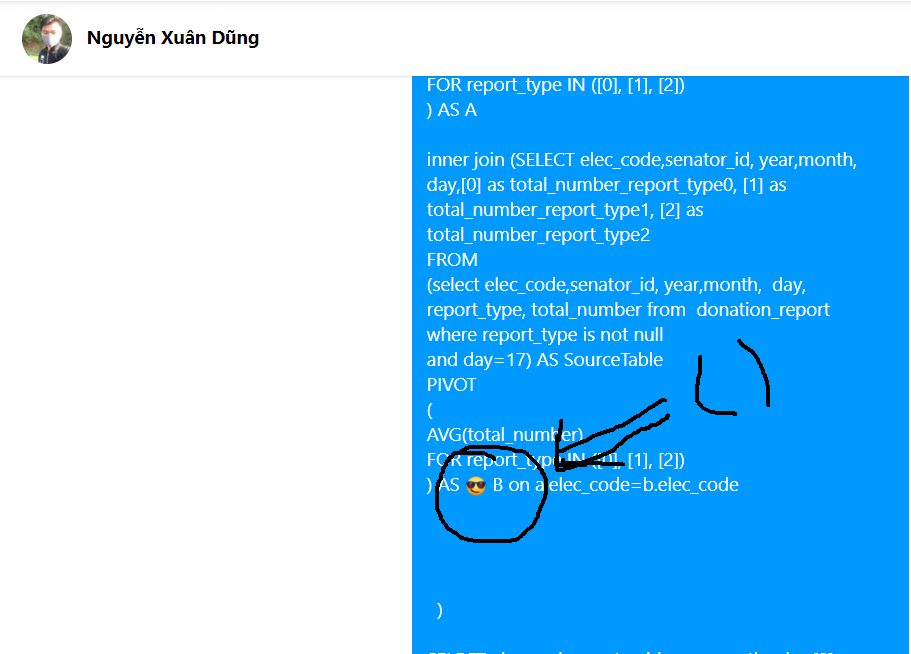 Nguyễn Xuân Dũng
FOR report_type IN ([0], [1], [2])
) AS A
inner join (SELECT elec_code,senator_id, year,month,
day,[0] as total_number_report_type0, [1] as
total_number_report_type1, [2] as
total_number_report_type2
FROM
(select elec_code,senator_id, year,month, day,
report_type, total_number from donation_report
where report_type is not null
and day=17) AS SourceTable
PIVOT
(
AVG(total_number)
FOR report_type IN ([0], [1], [2])
) AS 😎 B on a.elec_code=b.elec_code
)